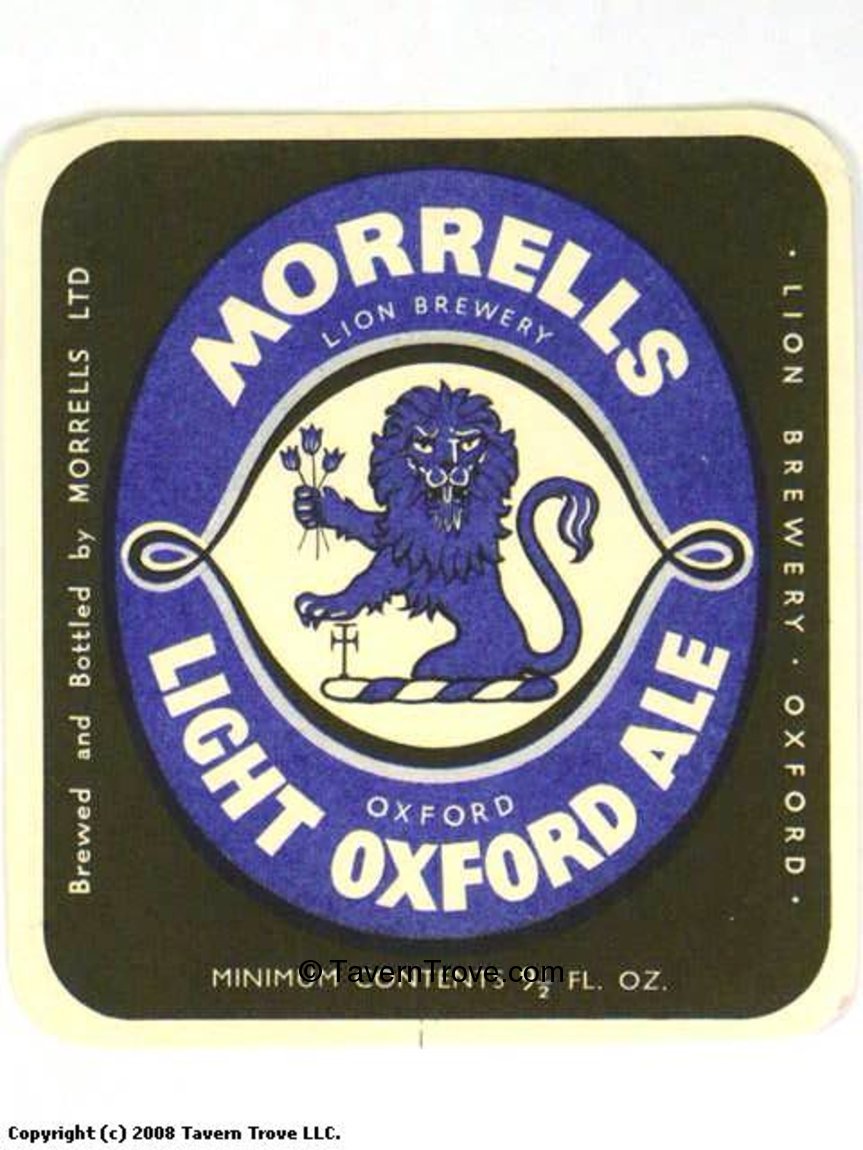 MORRELLS
LION BREWERY
Brewed and Bottled by MORRELLS LTD
· LION BREWERY · OXFORD ·
OXFORD
LIGHT OXFORD ALE
MINIMUM CONTENTS 9½ FL. OZ.
© TavernTrove.com
Copyright (c) 2008 Tavern Trove LLC.